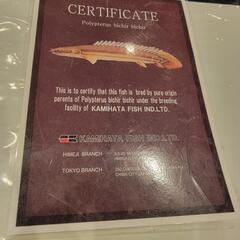 CERTIFICATE
Polypterus bichir bichir
This is to certify that this fish is bred by pure origin
parents of Polypterus bichir bichir under the breeding
facility of KAMIHATA FISH IND.LTD.
KAMIHATA FISH IND.LTD.
HIMEJI BRANCH
TOKYO BRANCH